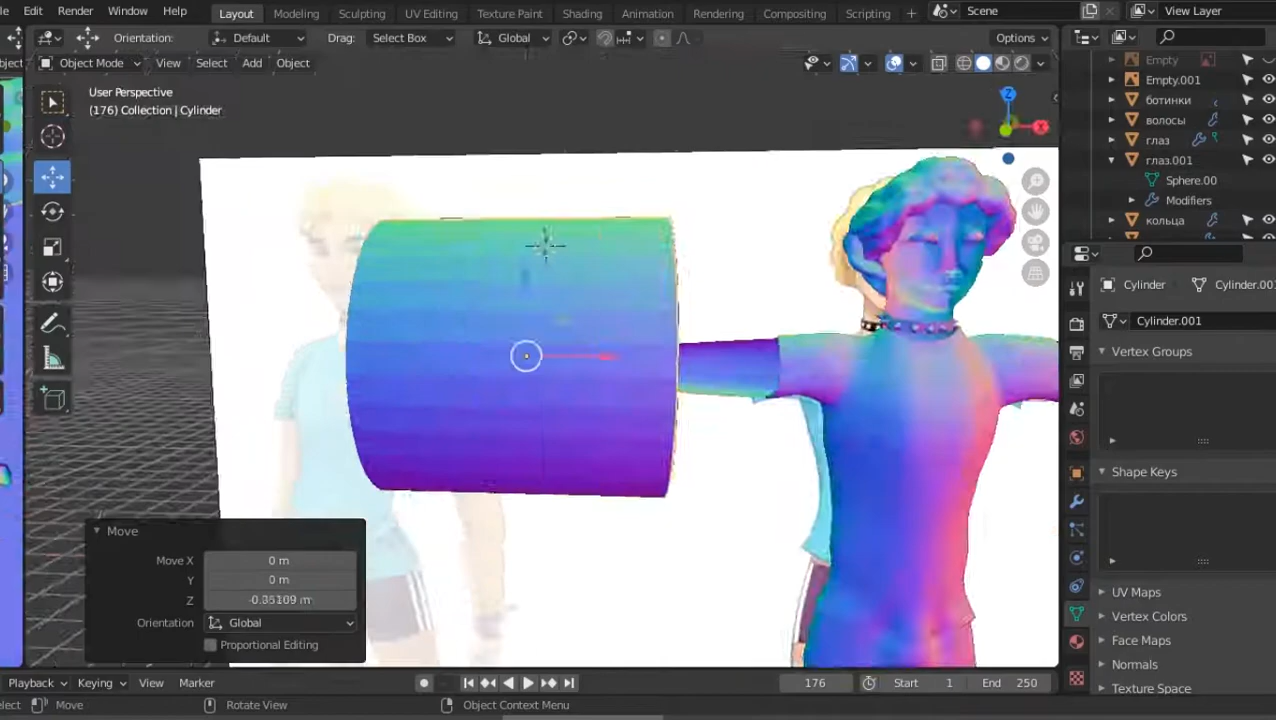 Edit Render Window Help Layout Modeling Sculpting UV Editing Texture Paint Shading Animation Rendering Compositing Scripting + Scene View Layer
Orientation: Default Drag: Select Box Global Options
Object Mode View Select Add Object
User Perspective
(176) Collection | Cylinder
Z
X
Empty
Empty.001
ботинки
волосы
глаз
глаз.001
Sphere.00
Modifiers
кольца
Cylinder Cylinder.001
Cylinder.001
Vertex Groups
Shape Keys
UV Maps
Vertex Colors
Face Maps
Normals
Texture Space
Move
Move X 0 m
Y 0 m
Z -0.85109 m
Orientation Global
Proportional Editing
Playback Keying View Marker 176 Start 1 End 250
Move Rotate View Object Context Menu